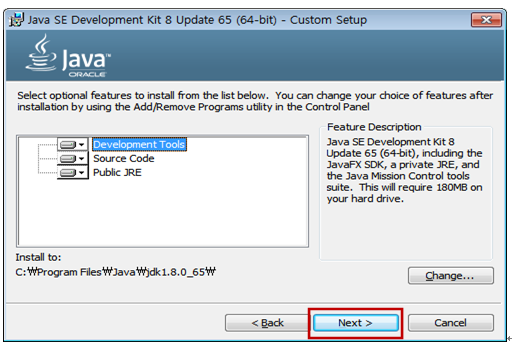 Java SE Development Kit 8 Update 65 (64-bit) - Custom Setup
Java™
ORACLE
Select optional features to install from the list below.  You can change your choice of features after
installation by using the Add/Remove Programs utility in the Control Panel
Development Tools
Source Code
Public JRE
Feature Description
Java SE Development Kit 8
Update 65 (64-bit), including the
JavaFX SDK, a private JRE, and
the Java Mission Control tools
suite.  This will require 180MB on
your hard drive.
Install to:
C:₩Program Files₩Java₩jdk1.8.0_65₩
Change...
< Back
Next >
Cancel